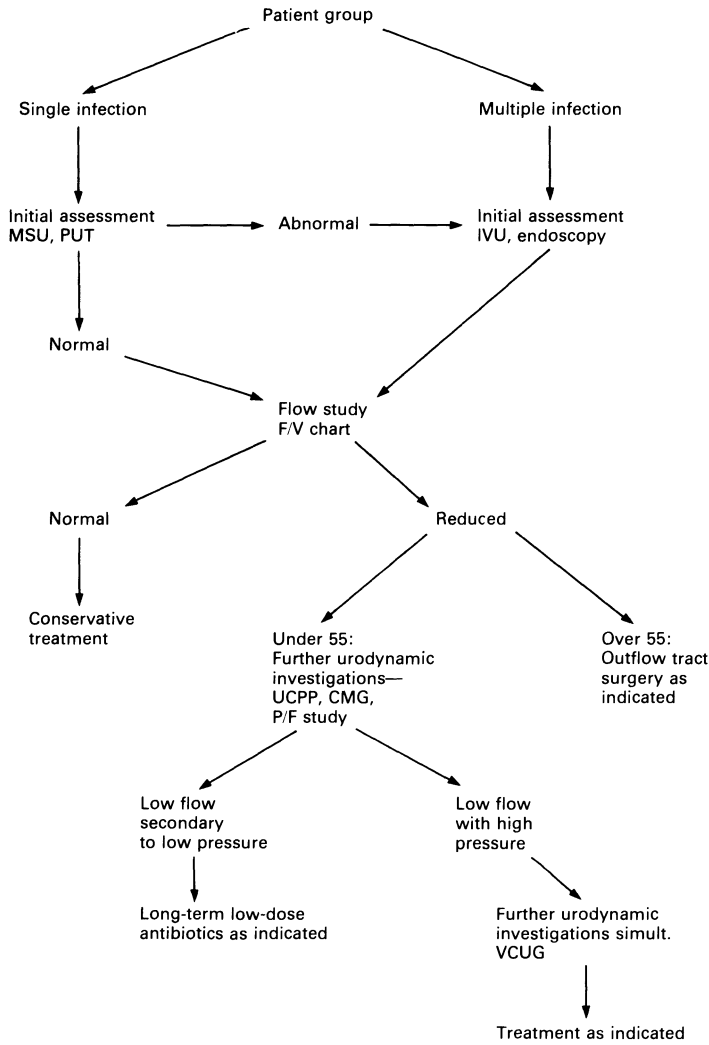 Patient group
Single infection
Multiple infection
Initial assessment
MSU, PUT
Abnormal
Initial assessment
IVU, endoscopy
Normal
Flow study
F/V chart
Normal
Reduced
Conservative
treatment
Under 55:
Further urodynamic
investigations—
UCPP, CMG,
P/F study
Over 55:
Outflow tract
surgery as
indicated
Low flow
secondary
to low pressure
Low flow
with high
pressure
Long-term low-dose
antibiotics as indicated
Further urodynamic
investigations simult.
VCUG
Treatment as indicated